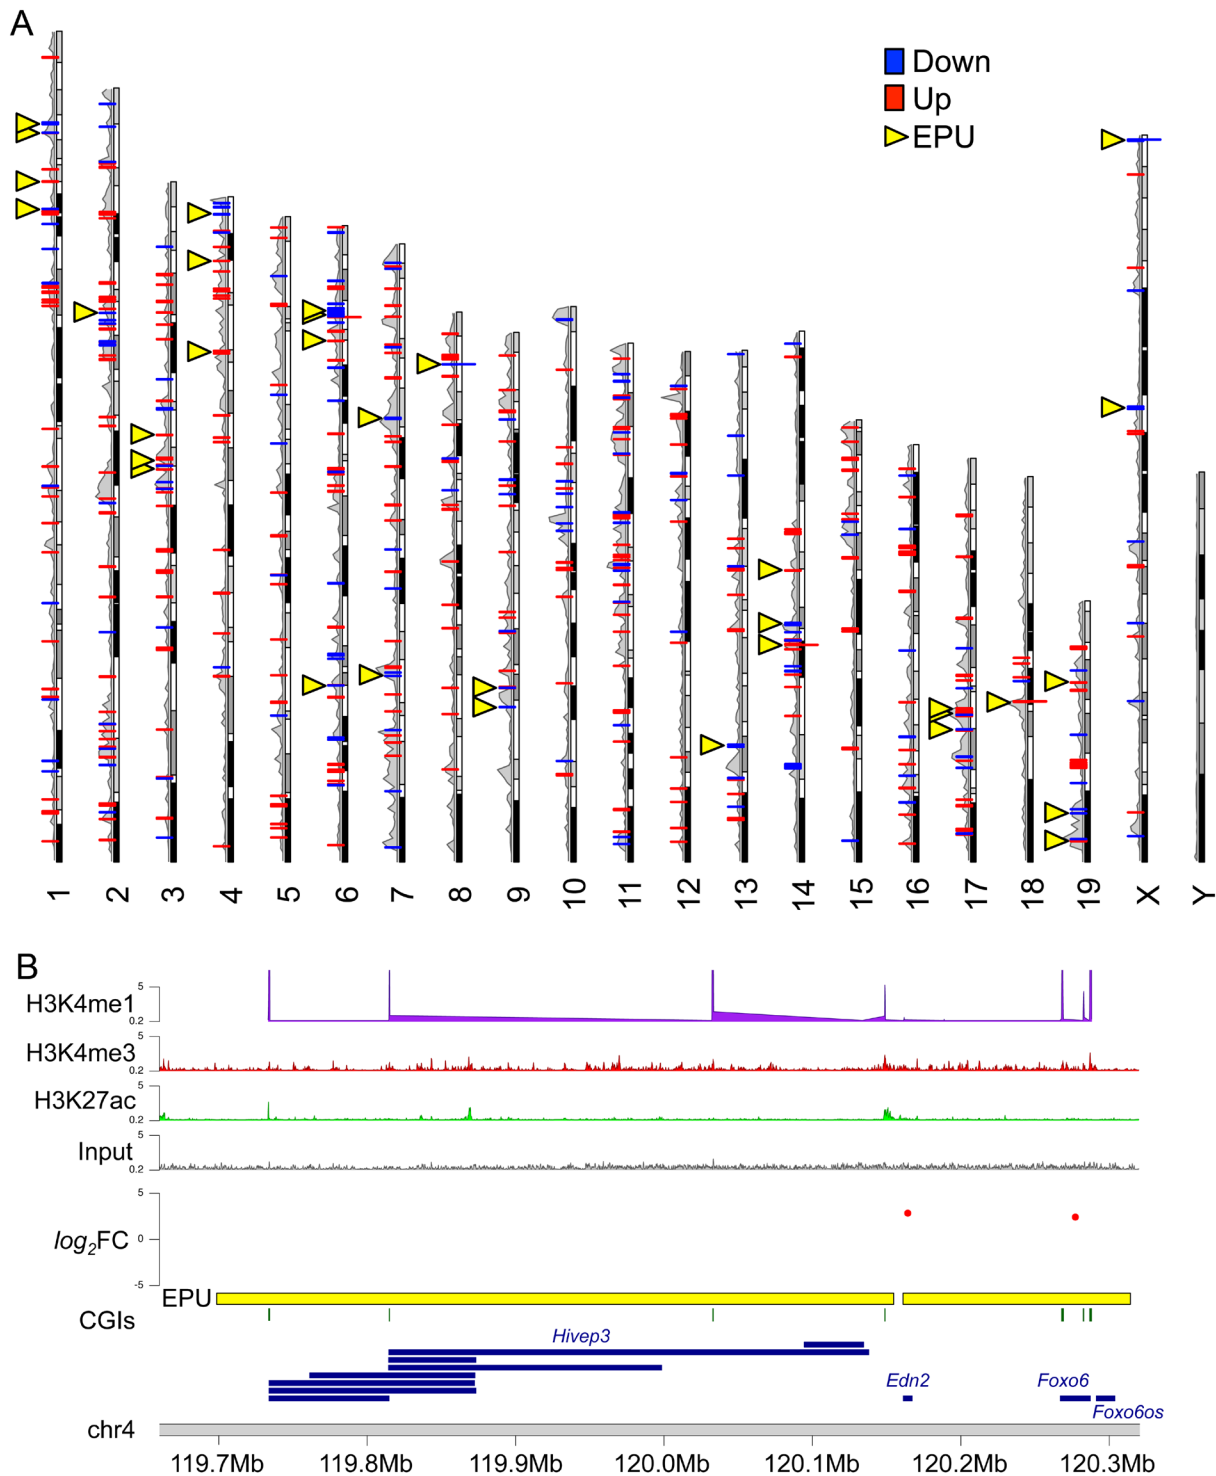 A
Down
Up
EPU
1 2 3 4 5 6 7 8 9 10 11 12 13 14 15 16 17 18 19 X Y
B
H3K4me1
5
0.2
H3K4me3
5
0.2
H3K27ac
5
0.2
Input
5
0.2
log2FC
5
0
-5
EPU
CGIs
Hivep3
Edn2
Foxo6
Foxo6os
chr4
119.7Mb 119.8Mb 119.9Mb 120.0Mb 120.1Mb 120.2Mb 120.3Mb